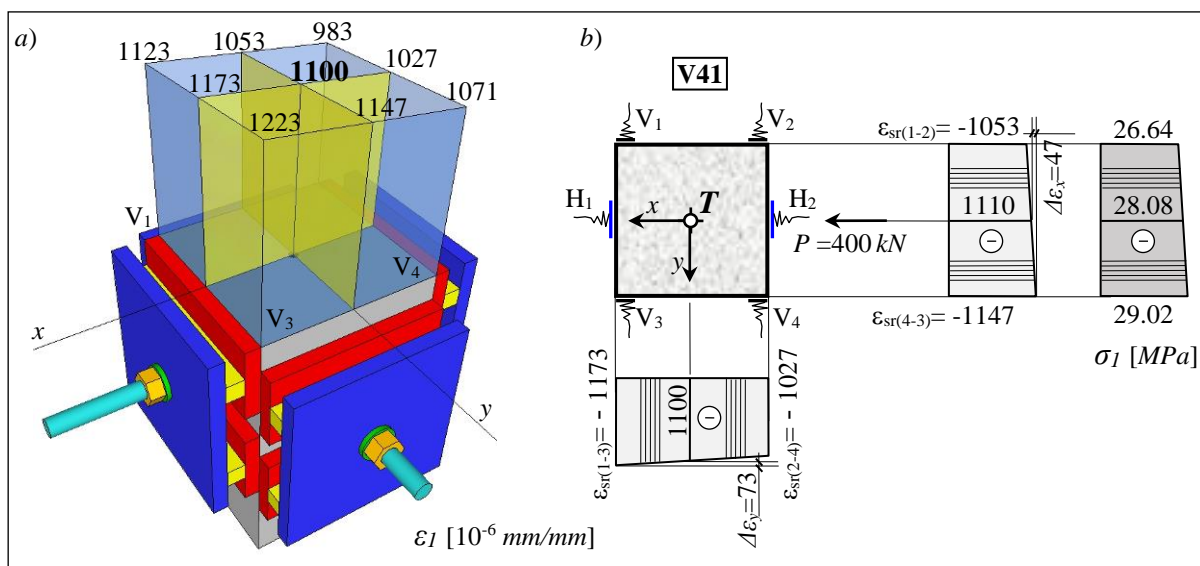 a)
1123
1053
983
1173
1100
1027
1223
1147
1071
V1
V4
V3
x
y
ε1 [10-6 mm/mm]
b)
V41
V1
V2
εsr(1-2)= -1053
Δεx=47
26.64
H1
x
T
H2
P =400 kN
1110
28.08
y
V3
V4
εsr(4-3)= -1147
29.02
σ1 [MPa]
εsr(1-3)= - 1173
1100
εsr(2-4)= - 1027
Δεy=73